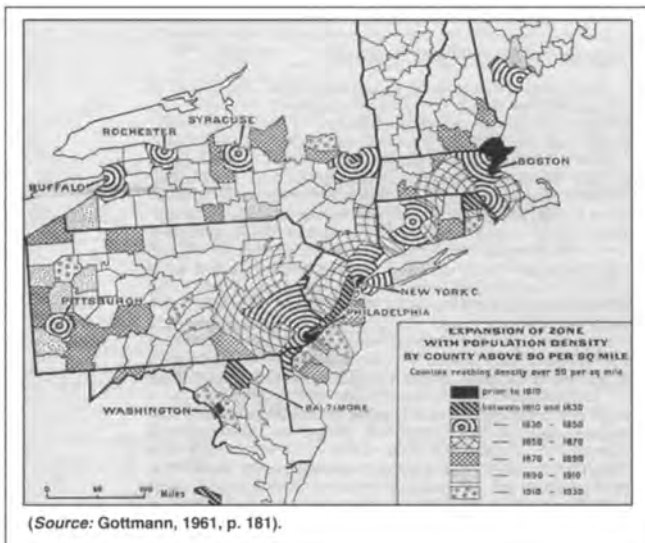 SYRACUSE
ROCHESTER
BUFFALO
BOSTON
NEW YORK C.
PITTSBURGH
PHILADELPHIA
WASHINGTON
BALTIMORE
EXPANSION OF ZONE
WITH POPULATION DENSITY
BY COUNTY ABOVE 90 PER SQ MILE
Counties reaching density over 90 per sq mile
prior to 1810
between 1810 and 1830
— 1830 - 1850
— 1850 - 1870
— 1870 - 1890
— 1890 - 1910
— 1910 - 1930
0 100 Miles
(Source: Gottmann, 1961, p. 181).